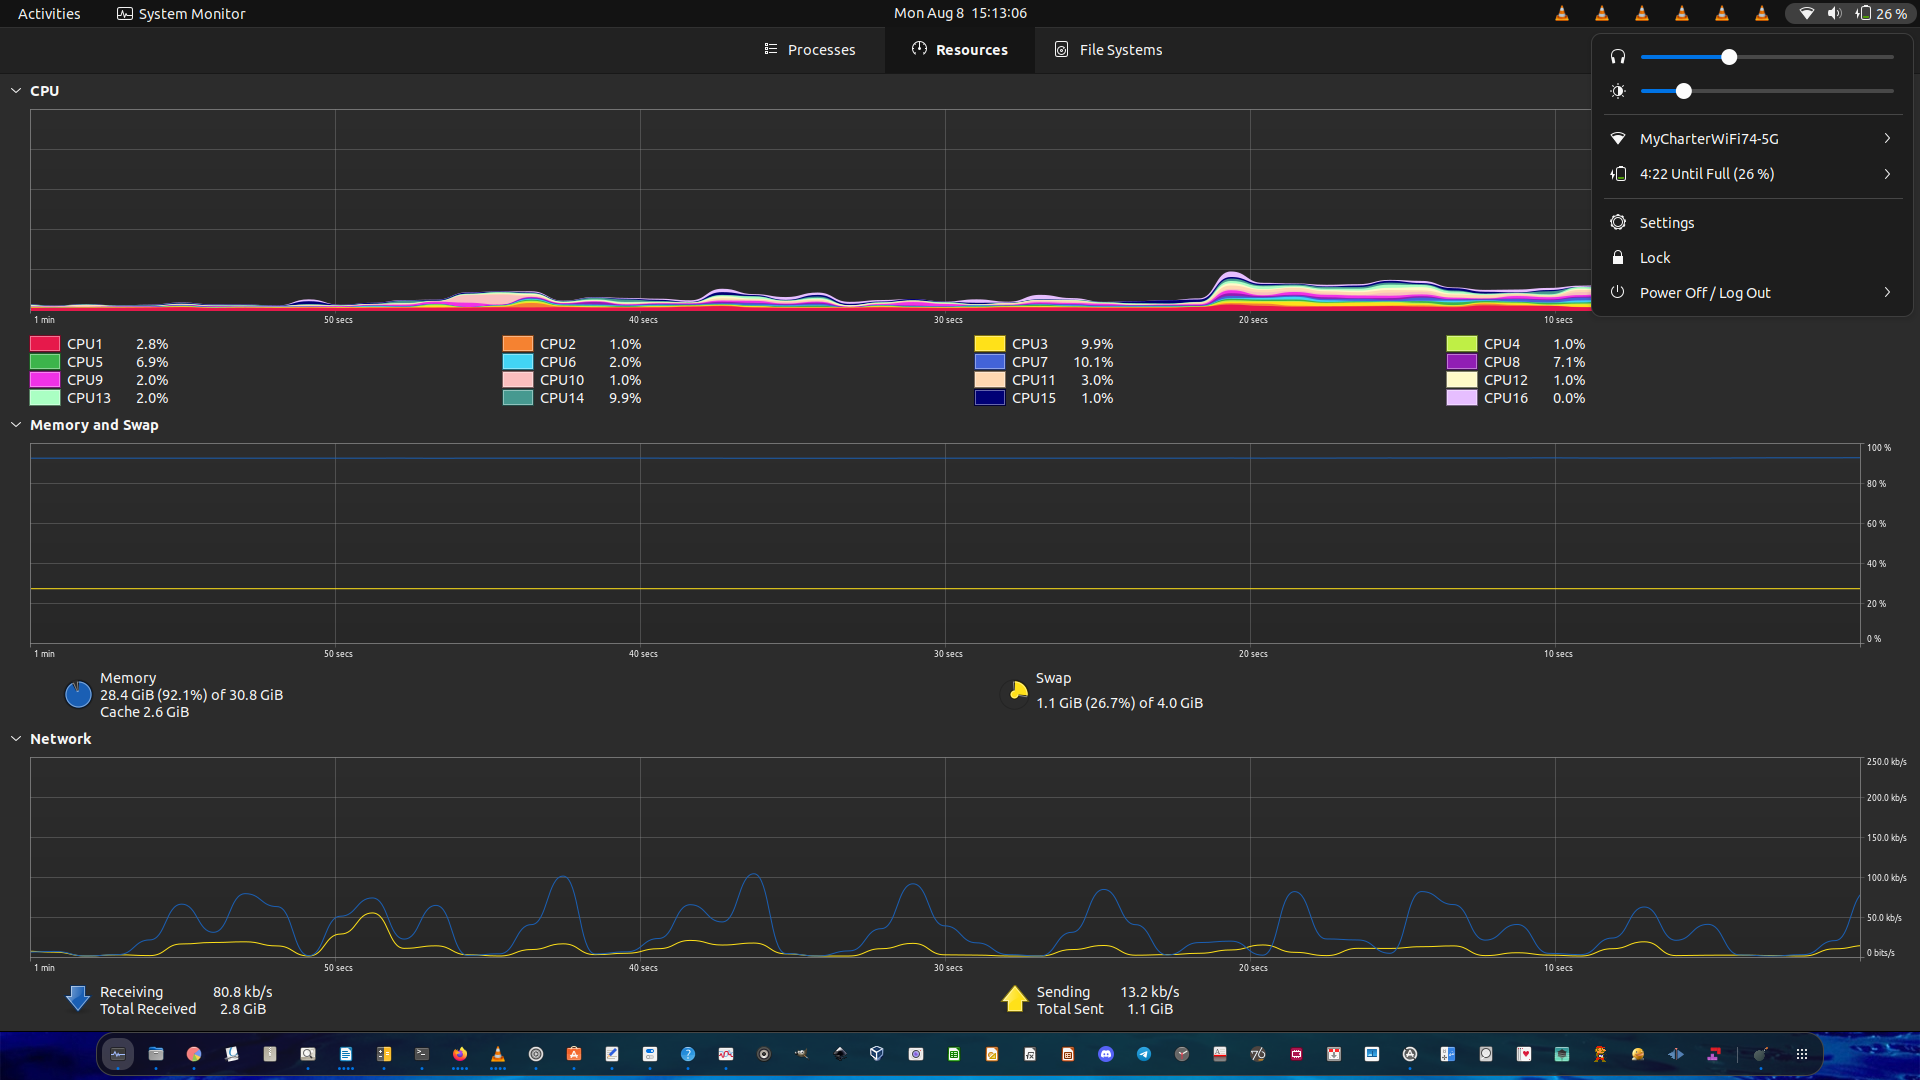 Activities System Monitor Mon Aug 8 15:13:06 26 %
Processes Resources File Systems
MyCharterWiFi74-5G
4:22 Until Full (26 %)
Settings
Lock
Power Off / Log Out
CPU
1 min 50 secs 40 secs 30 secs 20 secs 10 secs
CPU1 2.8% CPU2 1.0% CPU3 9.9% CPU4 1.0%
CPU5 6.9% CPU6 2.0% CPU7 10.1% CPU8 7.1%
CPU9 2.0% CPU10 1.0% CPU11 3.0% CPU12 1.0%
CPU13 2.0% CPU14 9.9% CPU15 1.0% CPU16 0.0%
Memory and Swap
100 %
80 %
60 %
40 %
20 %
0 %
1 min 50 secs 40 secs 30 secs 20 secs 10 secs
Memory
28.4 GiB (92.1%) of 30.8 GiB
Cache 2.6 GiB
Swap
1.1 GiB (26.7%) of 4.0 GiB
Network
250.0 kb/s
200.0 kb/s
150.0 kb/s
100.0 kb/s
50.0 kb/s
0 bits/s
1 min 50 secs 40 secs 30 secs 20 secs 10 secs
Receiving 80.8 kb/s
Total Received 2.8 GiB
Sending 13.2 kb/s
Total Sent 1.1 GiB
76